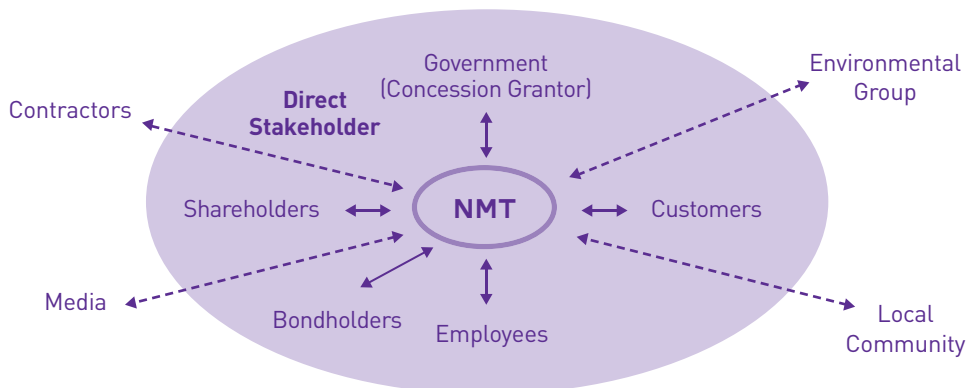 Government
(Concession Grantor)
Environmental
Group
Direct
Stakeholder
Contractors
Shareholders
NMT
Customers
Media
Bondholders
Employees
Local
Community